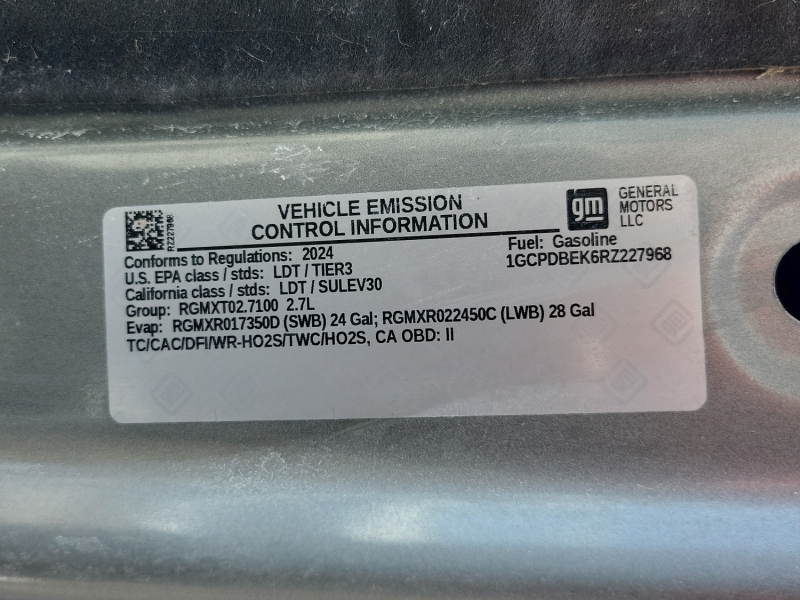 VEHICLE EMISSION
CONTROL INFORMATION
gm
GENERAL
MOTORS
LLC
RZ227968
Conforms to Regulations: 2024
Fuel: Gasoline
U.S. EPA class / stds: LDT / TIER3
1GCPDBEK6RZ227968
California class / stds: LDT / SULEV30
Group: RGMXT02.7100 2.7L
Evap: RGMXR017350D (SWB) 24 Gal; RGMXR022450C (LWB) 28 Gal
TC/CAC/DFI/WR-HO2S/TWC/HO2S, CA OBD: II